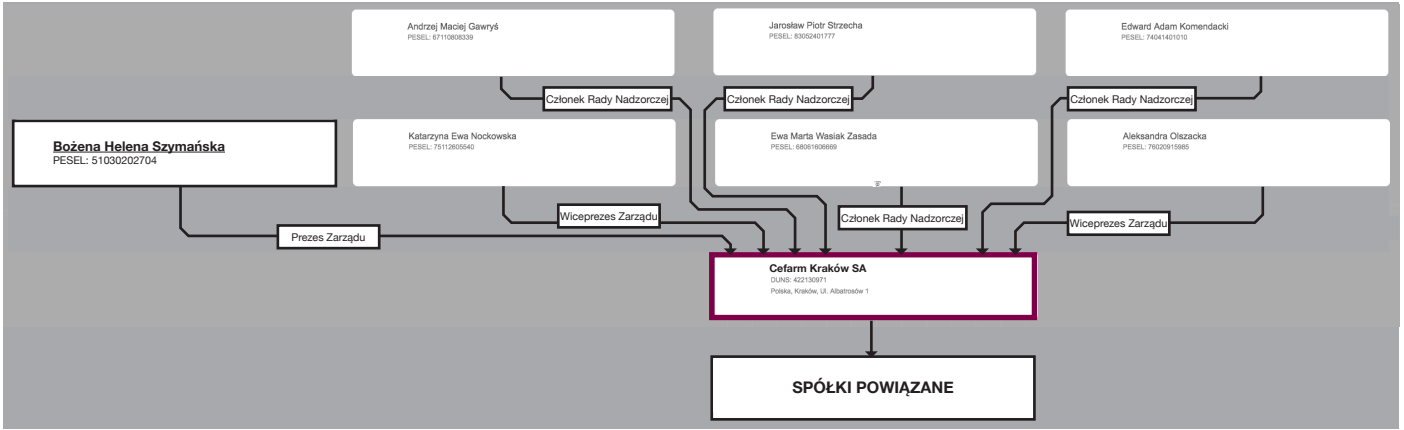 Andrzej Maciej Gawryś
PESEL: 67110808339
Jarosław Piotr Strzecha
PESEL: 83052401777
Edward Adam Komendacki
PESEL: 74041401010
Członek Rady Nadzorczej
Członek Rady Nadzorczej
Członek Rady Nadzorczej
Bożena Helena Szymańska
PESEL: 51030202704
Katarzyna Ewa Nockowska
PESEL: 75112605540
Ewa Marta Wasiak Zasada
PESEL: 68061606669
Aleksandra Olszacka
PESEL: 76020915985
Prezes Zarządu
Wiceprezes Zarządu
Członek Rady Nadzorczej
Wiceprezes Zarządu
Cefarm Kraków SA
DUNS: 422130971
Polska, Kraków, Ul. Albatrosów 1
SPÓŁKI POWIĄZANE